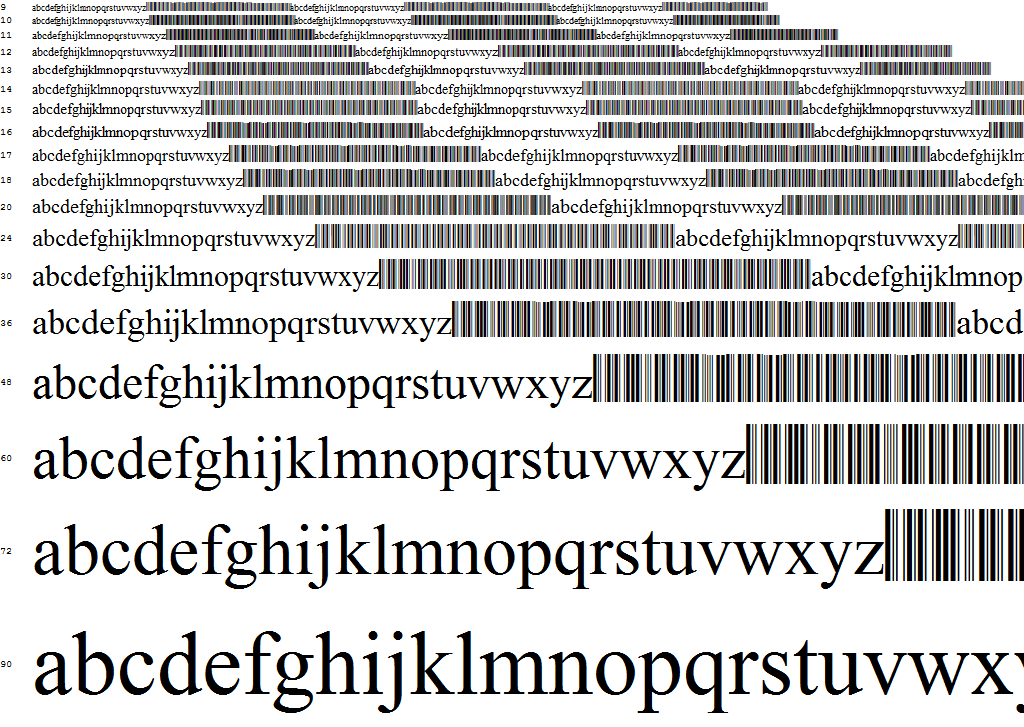 9 abcdefghijklmnopqrstuvwxyz abcdefghijklmnopqrstuvwxyz abcdefghijklmnopqrstuvwxyz
10 abcdefghijklmnopqrstuvwxyz abcdefghijklmnopqrstuvwxyz abcdefghijklmnopqrstuvwxyz
11 abcdefghijklmnopqrstuvwxyz abcdefghijklmnopqrstuvwxyz abcdefghijklmnopqrstuvwxyz
12 abcdefghijklmnopqrstuvwxyz abcdefghijklmnopqrstuvwxyz abcdefghijklmnopqrstuvwxyz
13 abcdefghijklmnopqrstuvwxyz abcdefghijklmnopqrstuvwxyz abcdefghijklmnopqrstuvwxyz
14 abcdefghijklmnopqrstuvwxyz abcdefghijklmnopqrstuvwxyz abcdefghijklmnopqrstuvwxyz
15 abcdefghijklmnopqrstuvwxyz abcdefghijklmnopqrstuvwxyz abcdefghijklmnopqrstuvwxyz
16 abcdefghijklmnopqrstuvwxyz abcdefghijklmnopqrstuvwxyz abcdefghijklmnopqrstuvwxyz
17 abcdefghijklmnopqrstuvwxyz abcdefghijklmnopqrstuvwxyz abcdefghijklm
18 abcdefghijklmnopqrstuvwxyz abcdefghijklmnopqrstuvwxyz abcdefgh
20 abcdefghijklmnopqrstuvwxyz abcdefghijklmnopqrstuvwxyz
24 abcdefghijklmnopqrstuvwxyz abcdefghijklmnopqrstuvwxyz
30 abcdefghijklmnopqrstuvwxyz abcdefghijklmnop
36 abcdefghijklmnopqrstuvwxyz abcd
48 abcdefghijklmnopqrstuvwxyz
60 abcdefghijklmnopqrstuvwxyz
72 abcdefghijklmnopqrstuvwxyz
90 abcdefghijklmnopqrstuvwxy